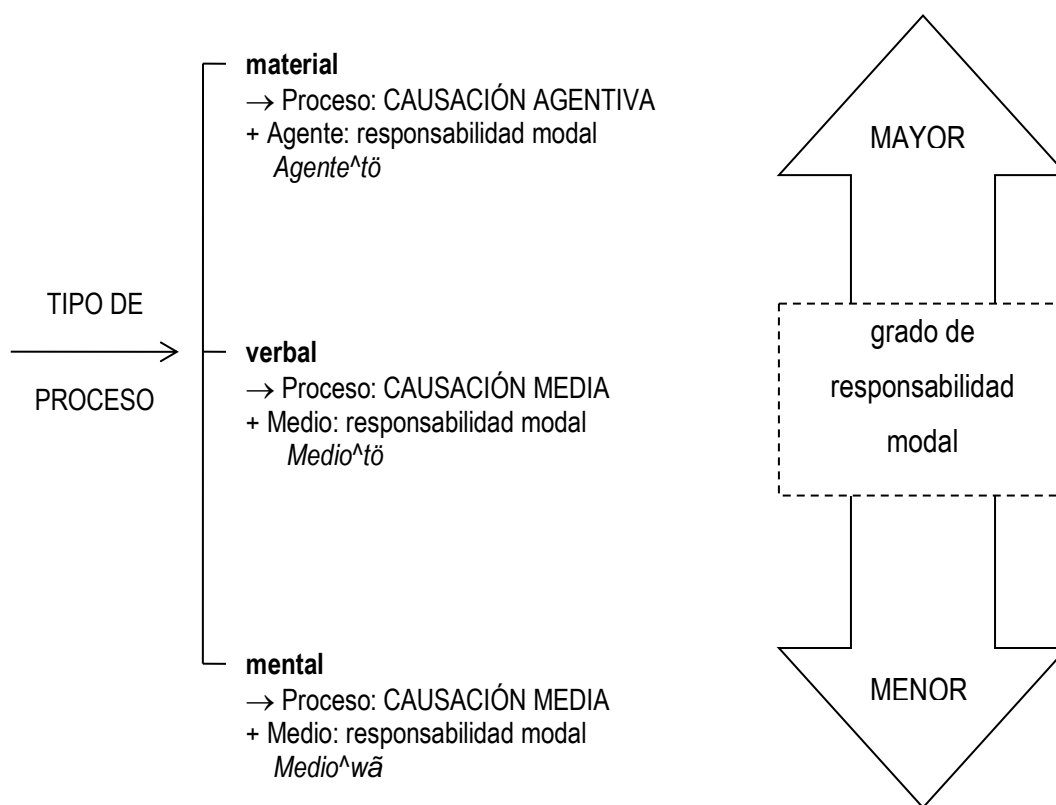 material
→ Proceso: CAUSACIÓN AGENTIVA
+ Agente: responsabilidad modal
Agente^tö
MAYOR
TIPO DE
PROCESO
verbal
→ Proceso: CAUSACIÓN MEDIA
+ Medio: responsabilidad modal
Medio^tö
grado de
responsabilidad
modal
mental
→ Proceso: CAUSACIÓN MEDIA
+ Medio: responsabilidad modal
Medio^wã
MENOR